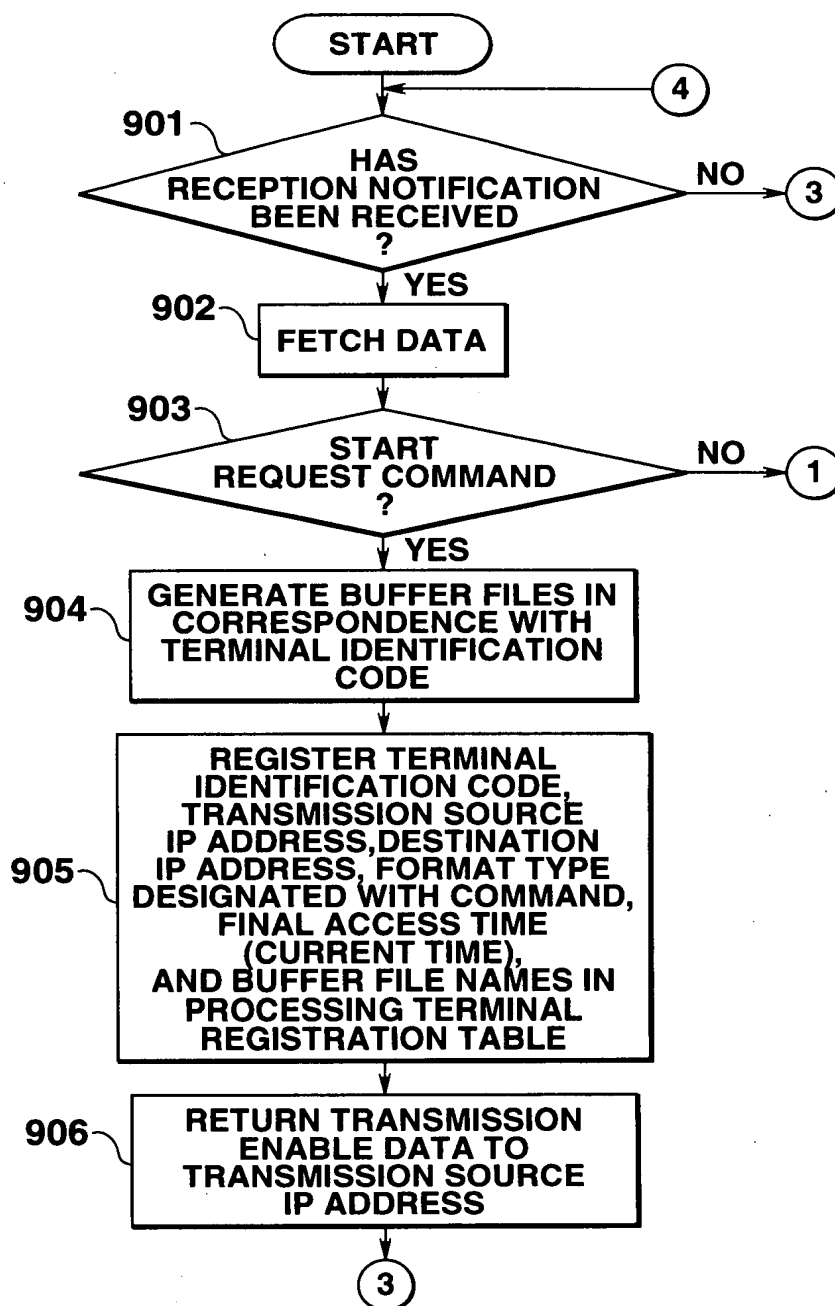 START
4
901
HAS
RECEPTION NOTIFICATION
BEEN RECEIVED
?
NO
3
YES
902
FETCH DATA
903
START
REQUEST COMMAND
?
NO
1
YES
904
GENERATE BUFFER FILES IN
CORRESPONDENCE WITH
TERMINAL IDENTIFICATION
CODE
905
REGISTER TERMINAL
IDENTIFICATION CODE,
TRANSMISSION SOURCE
IP ADDRESS,DESTINATION
IP ADDRESS, FORMAT TYPE
DESIGNATED WITH COMMAND,
FINAL ACCESS TIME
(CURRENT TIME),
AND BUFFER FILE NAMES IN
PROCESSING TERMINAL
REGISTRATION TABLE
906
RETURN TRANSMISSION
ENABLE DATA TO
TRANSMISSION SOURCE
IP ADDRESS
3